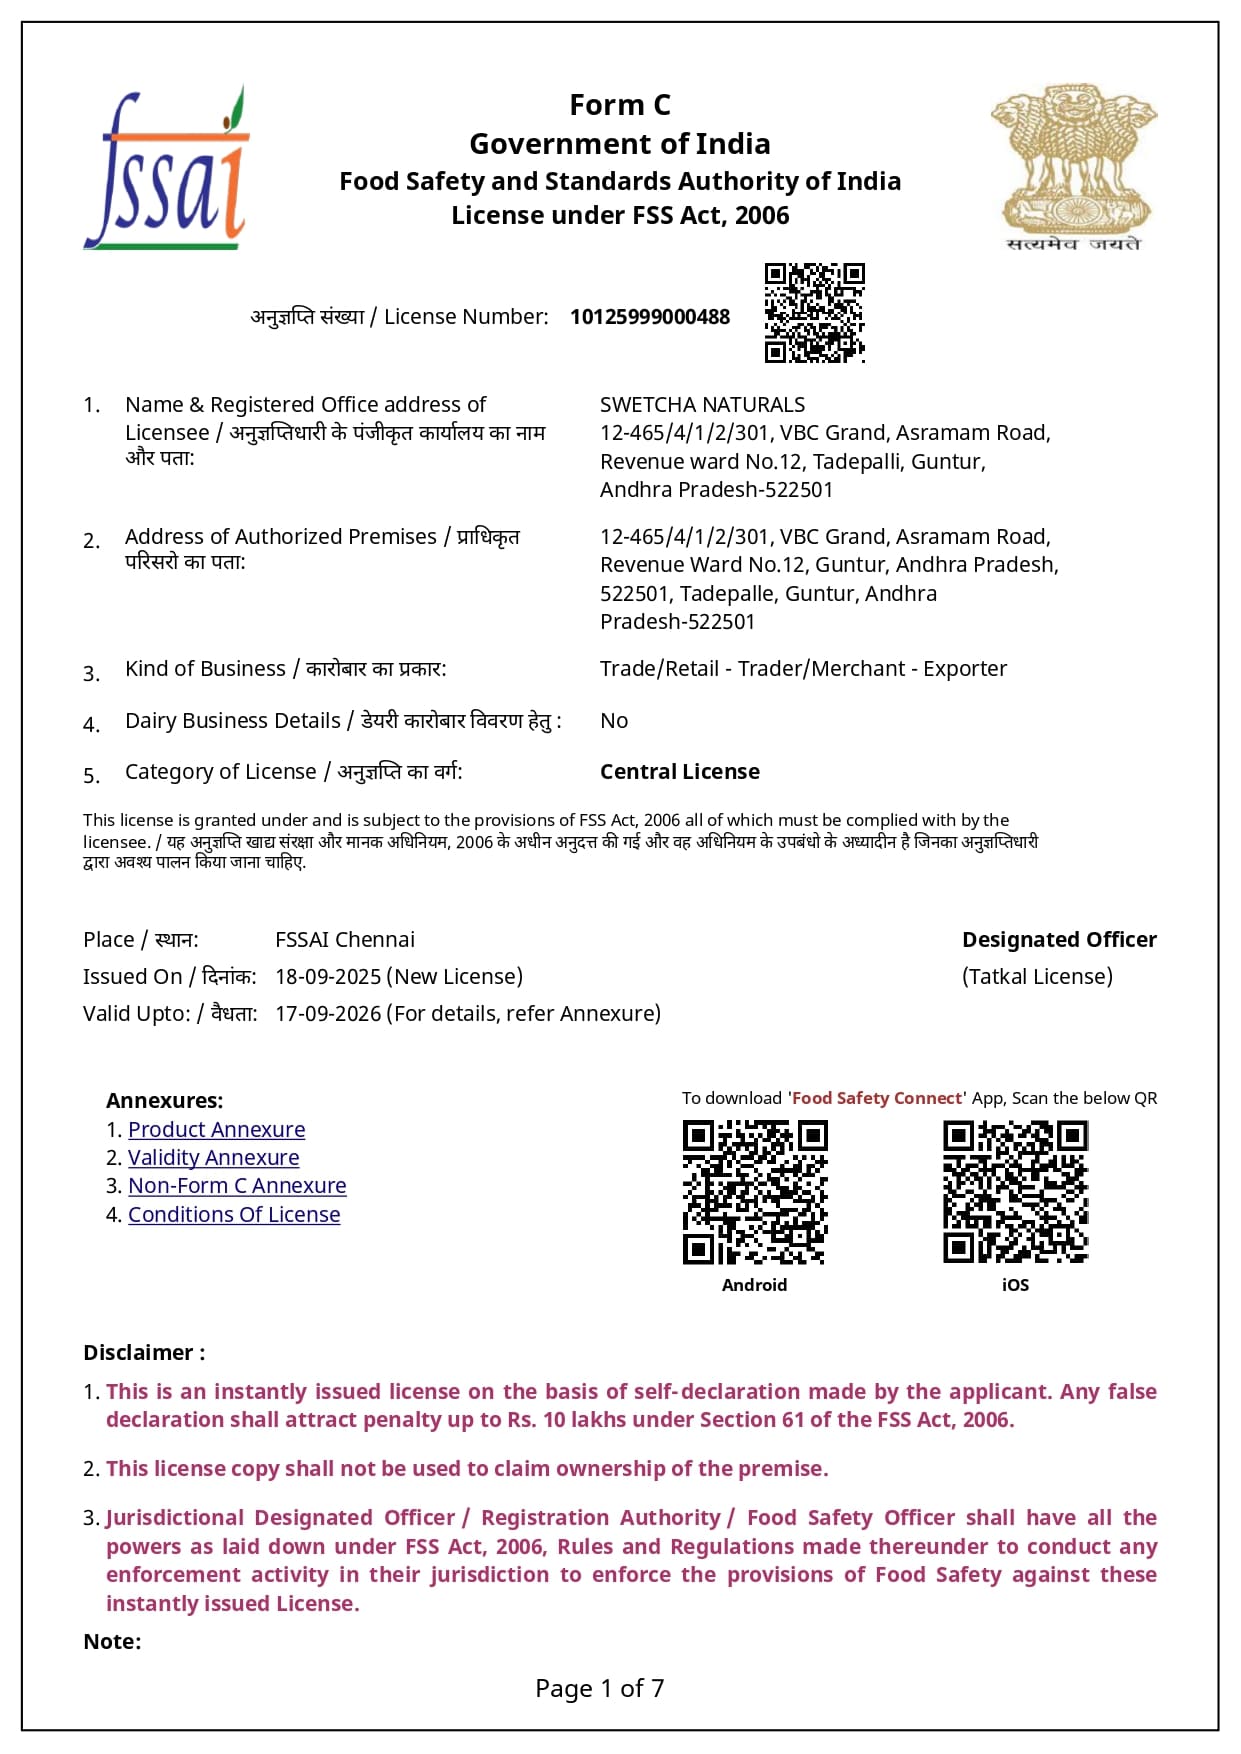 fssai
Form C
Government of India
Food Safety and Standards Authority of India
License under FSS Act, 2006
सत्यमेव जयते
अनुज्ञप्ति संख्या / License Number: 10125999000488
1. Name & Registered Office address of
Licensee / अनुज्ञप्तिधारी के पंजीकृत कार्यालय का नाम
और पता:
SWETCHA NATURALS
12-465/4/1/2/301, VBC Grand, Asramam Road,
Revenue ward No.12, Tadepalli, Guntur,
Andhra Pradesh-522501
2. Address of Authorized Premises / प्राधिकृत
परिसरो का पता:
12-465/4/1/2/301, VBC Grand, Asramam Road,
Revenue Ward No.12, Guntur, Andhra Pradesh,
522501, Tadepalle, Guntur, Andhra
Pradesh-522501
3. Kind of Business / कारोबार का प्रकार: Trade/Retail - Trader/Merchant - Exporter
4. Dairy Business Details / डेयरी कारोबार विवरण हेतु : No
5. Category of License / अनुज्ञप्ति का वर्ग: Central License
This license is granted under and is subject to the provisions of FSS Act, 2006 all of which must be complied with by the
licensee. / यह अनुज्ञप्ति खाद्य संरक्षा और मानक अधिनियम, 2006 के अधीन अनुदत्त की गई और वह अधिनियम के उपबंधो के अध्यादीन है जिनका अनुज्ञप्तिधारी
द्वारा अवश्य पालन किया जाना चाहिए.
Place / स्थान: FSSAI Chennai Designated Officer
Issued On / दिनांक: 18-09-2025 (New License) (Tatkal License)
Valid Upto: / वैधता: 17-09-2026 (For details, refer Annexure)
Annexures:
1. Product Annexure
2. Validity Annexure
3. Non-Form C Annexure
4. Conditions Of License
To download 'Food Safety Connect' App, Scan the below QR
Android iOS
Disclaimer :
1. This is an instantly issued license on the basis of self-declaration made by the applicant. Any false
declaration shall attract penalty up to Rs. 10 lakhs under Section 61 of the FSS Act, 2006.
2. This license copy shall not be used to claim ownership of the premise.
3. Jurisdictional Designated Officer / Registration Authority / Food Safety Officer shall have all the
powers as laid down under FSS Act, 2006, Rules and Regulations made thereunder to conduct any
enforcement activity in their jurisdiction to enforce the provisions of Food Safety against these
instantly issued License.
Note:
Page 1 of 7